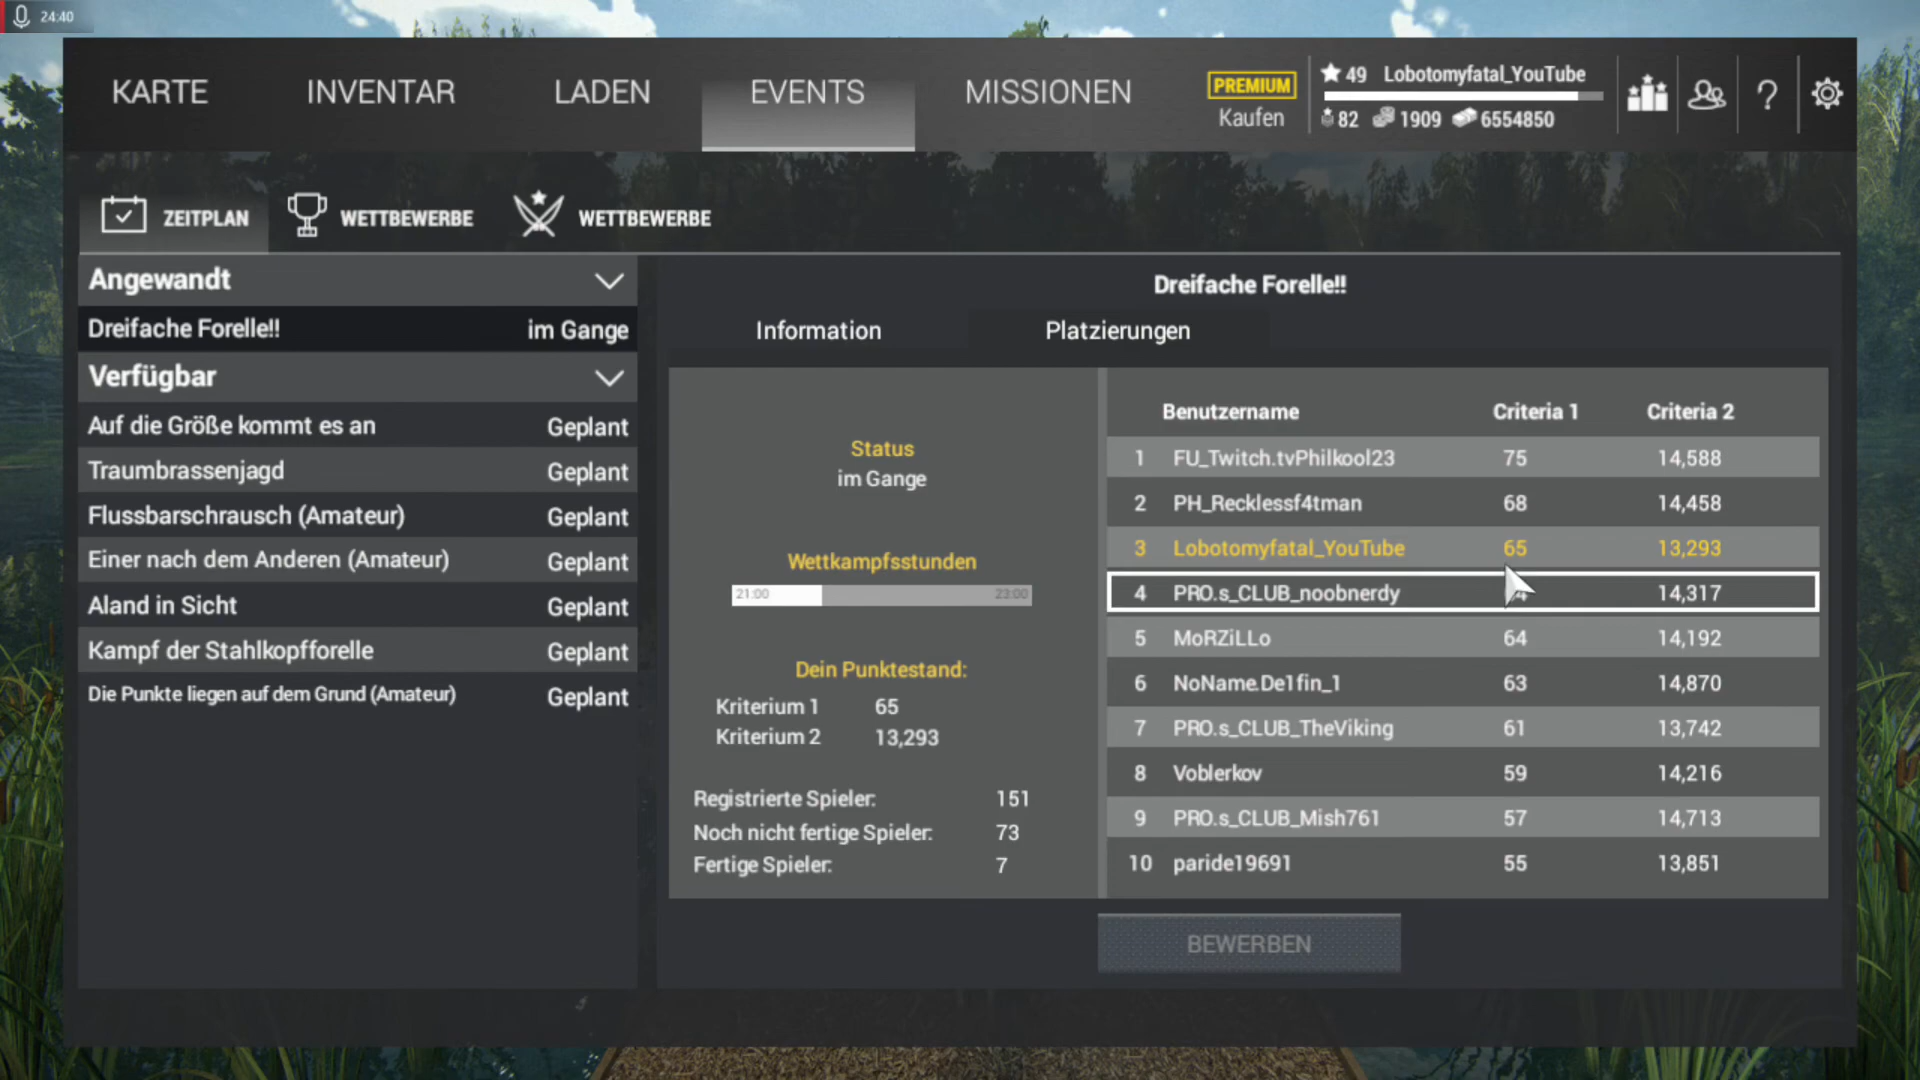 24:40
KARTE INVENTAR LADEN EVENTS MISSIONEN
PREMIUM
Kaufen
49 Lobotomyfatal_YouTube
82 1909 6554850
ZEITPLAN WETTBEWERBE WETTBEWERBE
Angewandt
Dreifache Forelle!! im Gange
Verfügbar
Auf die Größe kommt es an Geplant
Traumbrassenjagd Geplant
Flussbarschrausch (Amateur) Geplant
Einer nach dem Anderen (Amateur) Geplant
Aland in Sicht Geplant
Kampf der Stahlkopfforelle Geplant
Die Punkte liegen auf dem Grund (Amateur) Geplant
Dreifache Forelle!!
Information Platzierungen
Status
im Gange
Wettkampfsstunden
21:00 23:00
Dein Punktestand:
Kriterium 1 65
Kriterium 2 13,293
Registrierte Spieler: 151
Noch nicht fertige Spieler: 73
Fertige Spieler: 7
Benutzername Criteria 1 Criteria 2
1 FU_Twitch.tvPhilkool23 75 14,588
2 PH_Recklessf4tman 68 14,458
3 Lobotomyfatal_YouTube 65 13,293
4 PRO.s_CLUB_noobnerdy 14,317
5 MoRZiLLo 64 14,192
6 NoName.De1fin_1 63 14,870
7 PRO.s_CLUB_TheViking 61 13,742
8 Voblerkov 59 14,216
9 PRO.s_CLUB_Mish761 57 14,713
10 paride19691 55 13,851
BEWERBEN